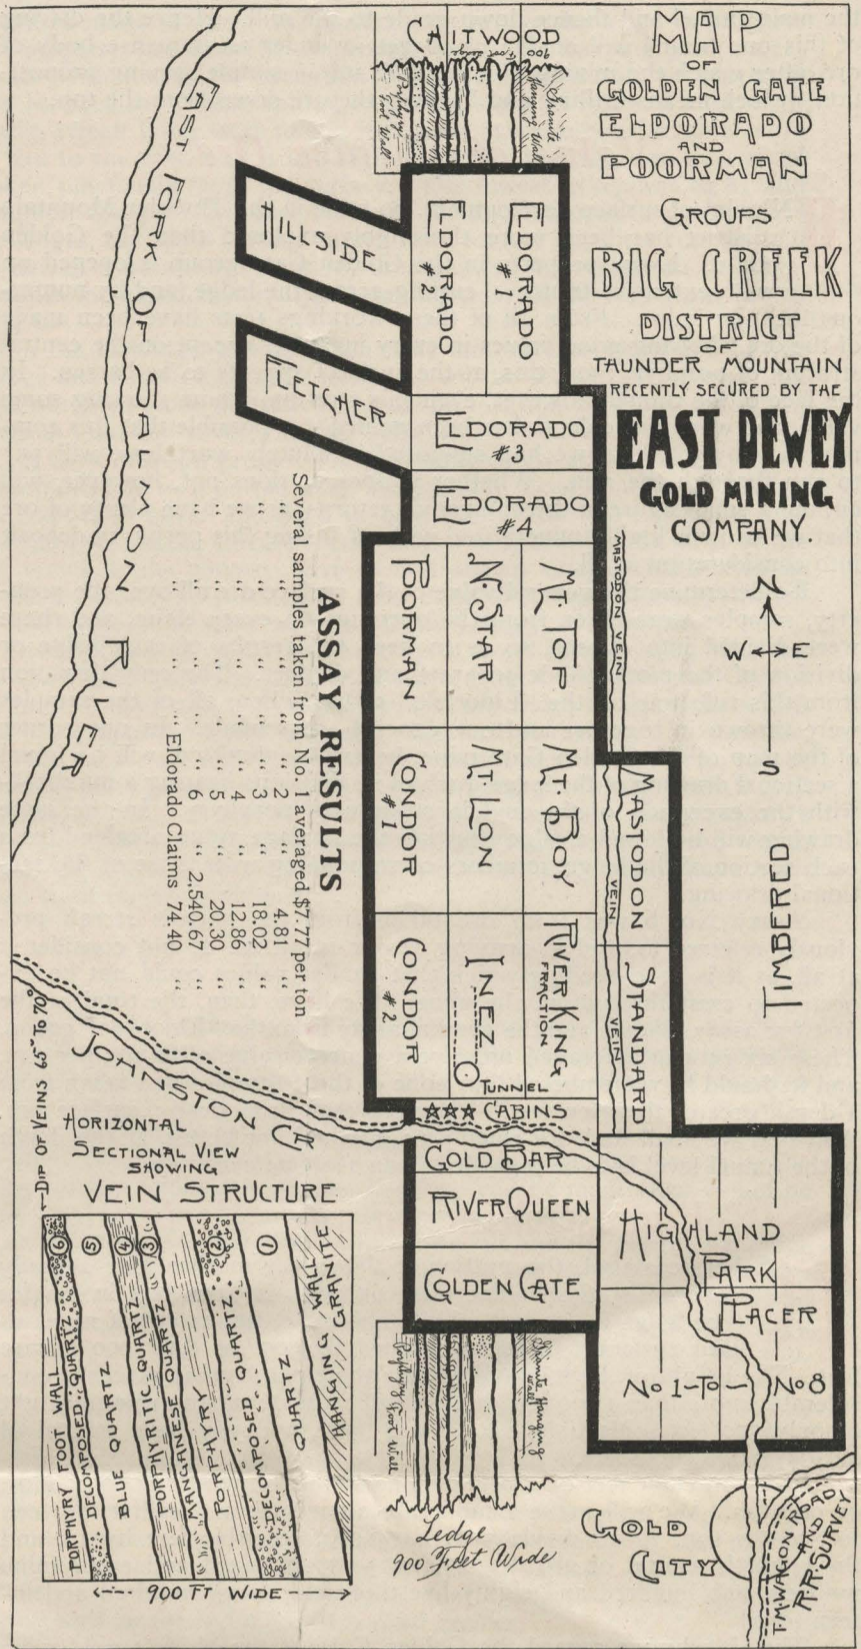 MAP
OF
GOLDEN GATE
ELDORADO
AND
POORMAN
GROUPS
BIG CREEK
DISTRICT
OF
THUNDER MOUNTAIN
RECENTLY SECURED BY THE
EAST DEWEY
GOLD MINING
COMPANY.
N
W E
S
CHITWOOD
900 Foot Ledge
Porphyry
Foot Wall
Granite
Hanging Wall
EAST FORK OF SALMON RIVER
HILLSIDE
FLETCHER
ELDORADO
#2
ELDORADO
#1
ELDORADO
#3
ELDORADO
#4
MASTODON VEIN
POORMAN
N. STAR
MT. TOP
CONDOR
#1
MT. LION
MT. BOY
MASTODON
VEIN
CONDOR
#2
INEZ
RIVER KING
FRACTION
STANDARD
VEIN
TUNNEL
CABINS
TIMBERED
ASSAY RESULTS
Several samples taken from No. 1 averaged $7.77 per ton
" " " " 2 " 4.81 "
" " " " 3 " 18.02 "
" " " " 4 " 12.86 "
" " " " 5 " 20.30 "
" " " " 6 " 2,540.67 "
" " " " Eldorado Claims 74.40 "
JOHNSTON CR
GOLD BAR
RIVER QUEEN
GOLDEN GATE
HIGHLAND
PARK
PLACER
No 1-To- No 8
DIP OF VEINS 65° TO 70°
HORIZONTAL
SECTIONAL VIEW
SHOWING
VEIN STRUCTURE
6
5
4
3
2
1
PORPHYRY FOOT WALL
DECOMPOSED QUARTZ
BLUE QUARTZ
PORPHYRITIC QUARTZ
MANGANESE QUARTZ
PORPHYRY
DECOMPOSED QUARTZ
QUARTZ
HANGING WALL
GRANITE
900 FT WIDE
Porphyry Foot Wall
Granite Hanging
Wall
Ledge
900 Feet Wide
GOLD
CITY
T.M. WAGON ROAD
AND
R.R. SURVEY